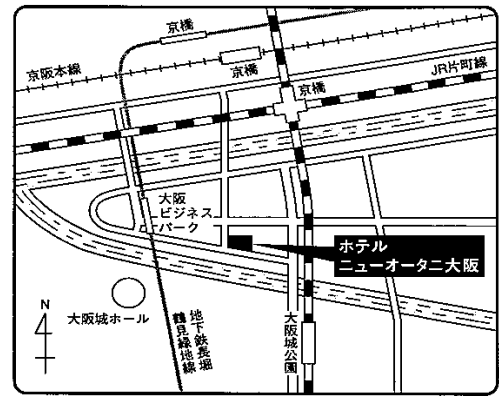 京橋
京阪本線
京橋
JR片町線
京橋
大阪
ビジネス
パーク
ホテル
ニューオータニ大阪
N
大阪城ホール
地下鉄長堀
鶴見緑地線
大阪城公園